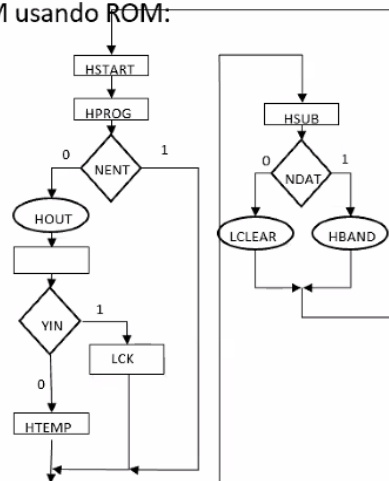 M usando ROM:
HSTART
HPROG
0
1
NENT
HOUT
YIN
1
LCK
0
HTEMP
HSUB
0
1
NDAT
LCLEAR
HBAND